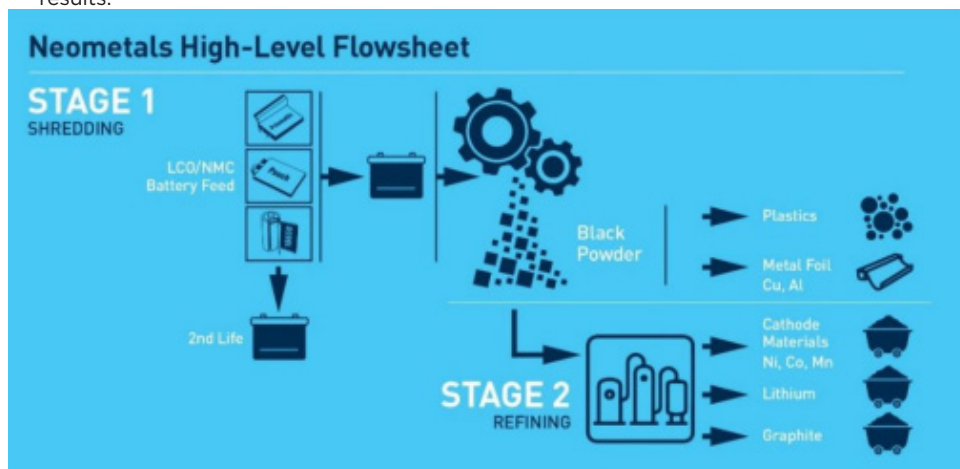 results.
Neometals High-Level Flowsheet
STAGE 1
SHREDDING
LCO/NMC
Battery Feed
Pouch
2nd Life
Black
Powder
Plastics
Metal Foil
Cu, Al
STAGE 2
REFINING
Cathode
Materials
Ni, Co, Mn
Lithium
Graphite